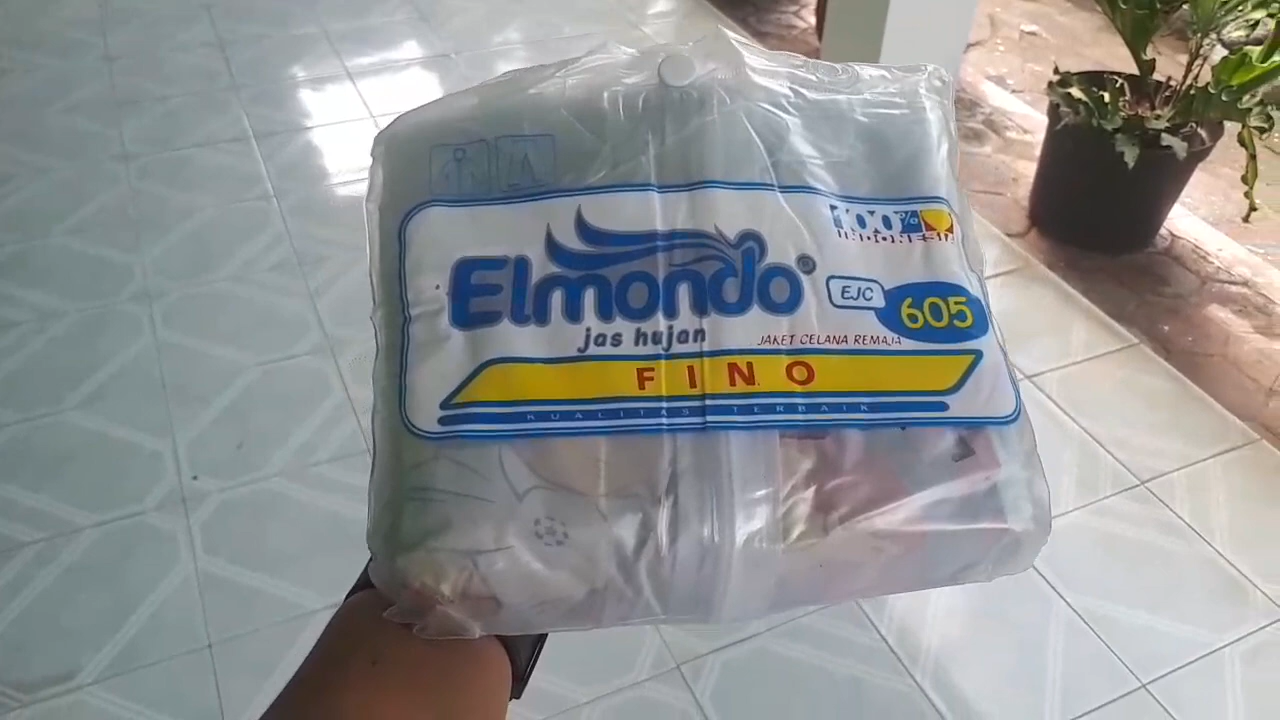 100%
INDONESIA
Elmondo®
EJC 605
jas hujan
JAKET CELANA REMAJA
FINO
KUALITAS TERBAIK